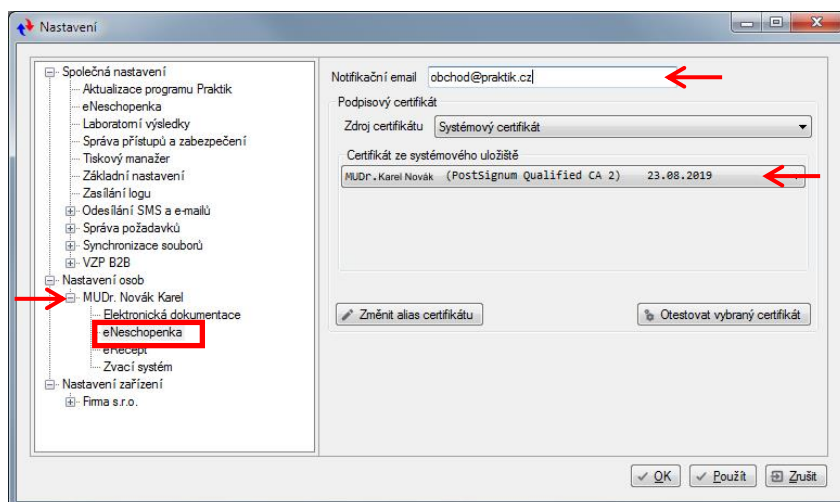 Nastavení
Společná nastavení
Aktualizace programu Praktik
eNeschopenka
Laboratorní výsledky
Správa přístupů a zabezpečení
Tiskový manažer
Základní nastavení
Zasílání logu
Odesílání SMS a e-mailů
Správa požadavků
Synchronizace souborů
VZP B2B
Nastavení osob
MUDr. Novák Karel
Elektronická dokumentace
eNeschopenka
eRecept
Zvací systém
Nastavení zařízení
Firma s.r.o.
Notifikační email obchod@praktik.cz
Podpisový certifikát
Zdroj certifikátu Systémový certifikát
Certifikát ze systémového uložiště
MUDr.Karel Novák (PostSignum Qualified CA 2) 23.08.2019
Změnit alias certifikátu Otestovat vybraný certifikát
OK Použít Zrušit